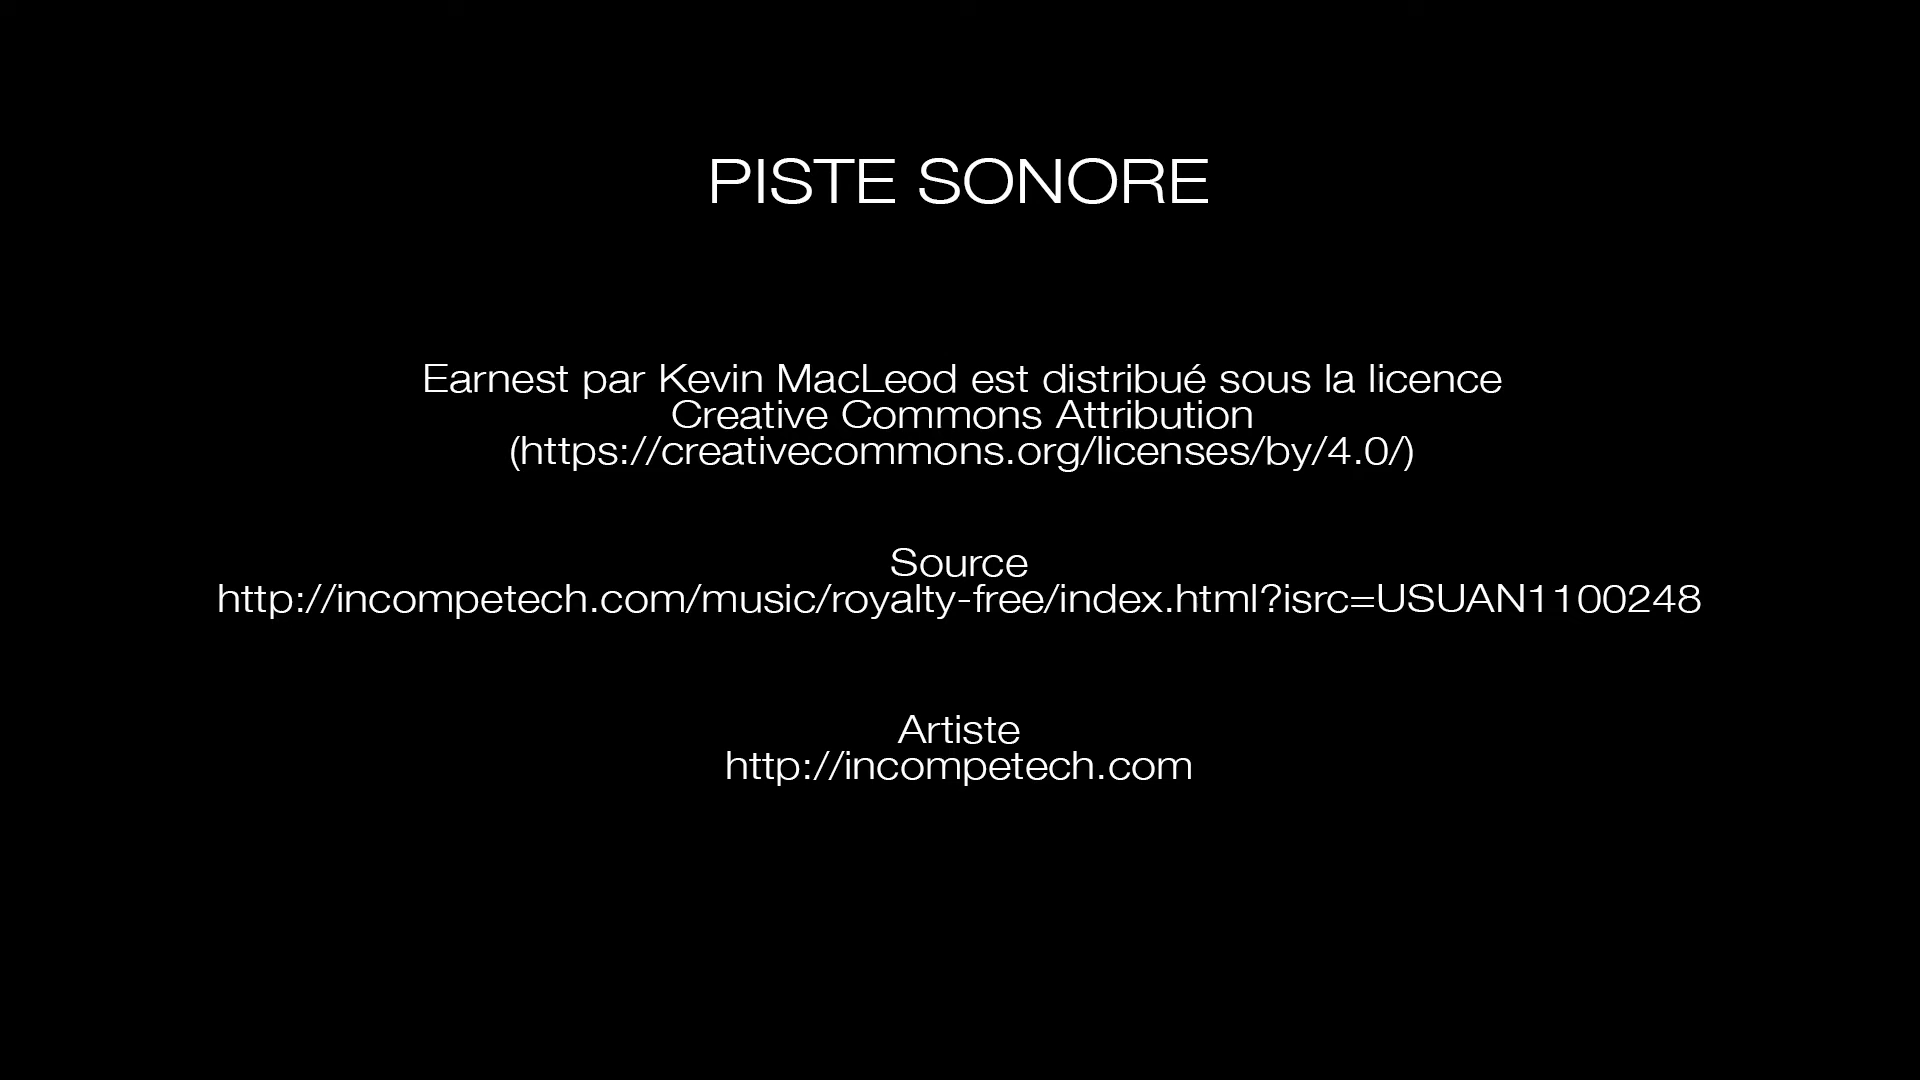 PISTE SONORE
Earnest par Kevin MacLeod est distribué sous la licence
Creative Commons Attribution
(https://creativecommons.org/licenses/by/4.0/)
Source
http://incompetech.com/music/royalty-free/index.html?isrc=USUAN1100248
Artiste
http://incompetech.com